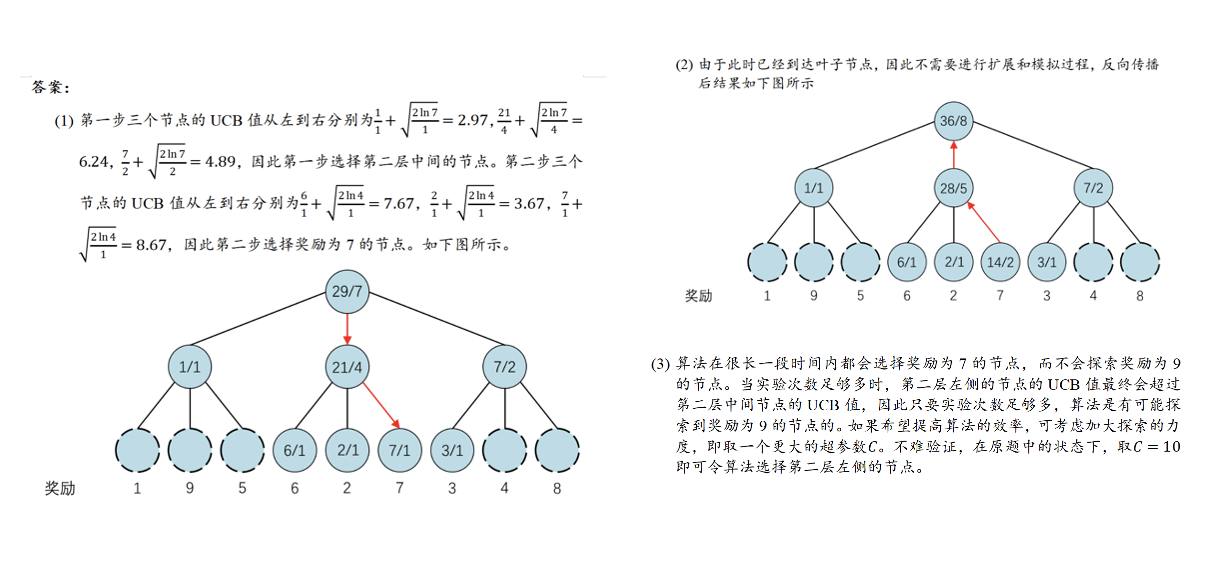 答案：
(1) 第一步三个节点的 UCB 值从左到右分别为$\frac{1}{1}+\sqrt{\frac{2\ln 7}{1}}=2.97$, $\frac{21}{4}+\sqrt{\frac{2\ln 7}{4}}=$
$6.24$, $\frac{7}{2}+\sqrt{\frac{2\ln 7}{2}}=4.89$，因此第一步选择第二层中间的节点。第二步三个
节点的 UCB 值从左到右分别为$\frac{6}{1}+\sqrt{\frac{2\ln 4}{1}}=7.67$，$\frac{2}{1}+\sqrt{\frac{2\ln 4}{1}}=3.67$，$\frac{7}{1}+$
$\sqrt{\frac{2\ln 4}{1}}=8.67$，因此第二步选择奖励为 7 的节点。如下图所示。
29/7
1/1 21/4 7/2
6/1 2/1 7/1 3/1
奖励 1 9 5 6 2 7 3 4 8
(2) 由于此时已经到达叶子节点，因此不需要进行扩展和模拟过程，反向传播
后结果如下图所示
36/8
1/1 28/5 7/2
6/1 2/1 14/2 3/1
奖励 1 9 5 6 2 7 3 4 8
(3) 算法在很长一段时间内都会选择奖励为 7 的节点，而不会探索奖励为 9
的节点。当实验次数足够多时，第二层左侧的节点的 UCB 值最终会超过
第二层中间节点的 UCB 值，因此只要实验次数足够多，算法是有可能探
索到奖励为 9 的节点的。如果希望提高算法的效率，可考虑加大探索的力
度，即取一个更大的超参数$C$。不难验证，在原题中的状态下，取$C=10$
即可令算法选择第二层左侧的节点。